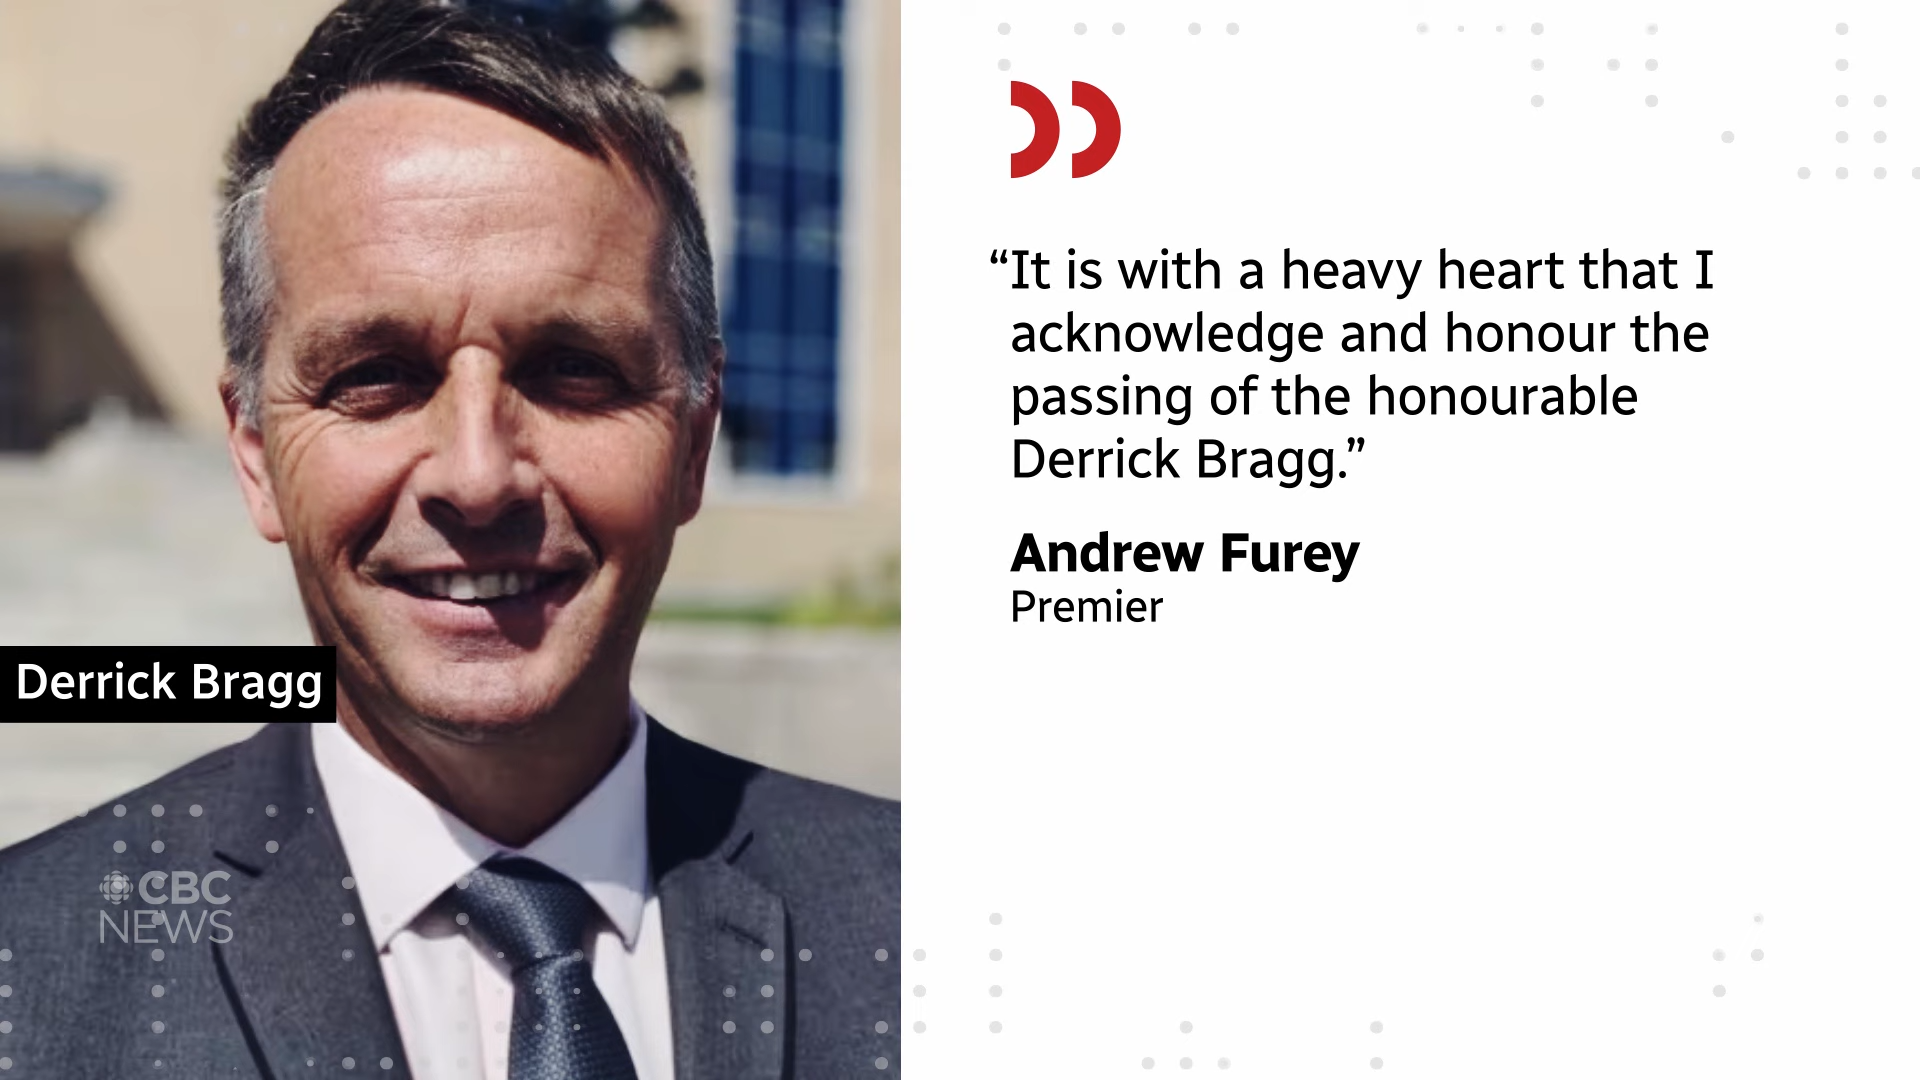 “It is with a heavy heart that I
acknowledge and honour the
passing of the honourable
Derrick Bragg.”
Andrew Furey
Premier
Derrick Bragg
CBC
NEWS